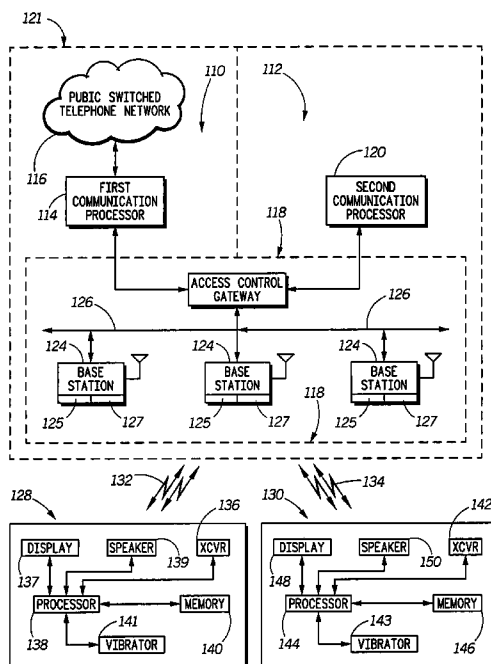 121
110
112
PUBIC SWITCHED
TELEPHONE NETWORK
116
FIRST
COMMUNICATION
PROCESSOR
114
120
SECOND
COMMUNICATION
PROCESSOR
118
ACCESS CONTROL
GATEWAY
126
126
124
124
124
BASE
STATION
BASE
STATION
BASE
STATION
125
127
125
127
125
127
118
132
134
128
136
130
142
DISPLAY
SPEAKER
XCVR
137
139
PROCESSOR
MEMORY
138
141
140
VIBRATOR
DISPLAY
SPEAKER
XCVR
148
150
PROCESSOR
MEMORY
144
143
146
VIBRATOR